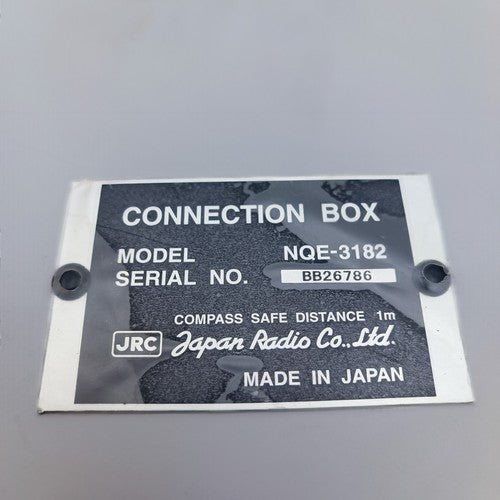 CONNECTION BOX
MODEL NQE-3182
SERIAL NO. BB26786
COMPASS SAFE DISTANCE 1m
JRC Japan Radio Co., Ltd.
MADE IN JAPAN